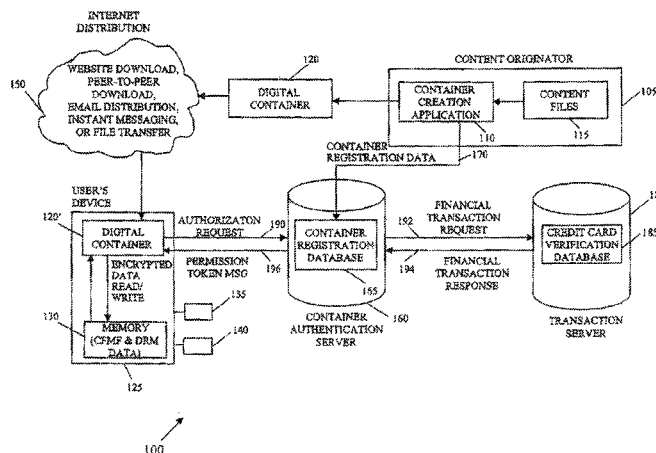 INTERNET
DISTRIBUTION
150
WEBSITE DOWNLOAD,
PEER-TO-PEER
DOWNLOAD,
EMAIL DISTRIBUTION,
INSTANT MESSAGING,
OR FILE TRANSFER
120
DIGITAL
CONTAINER
CONTENT ORIGINATOR
CONTAINER
CREATION
APPLICATION
110
CONTENT
FILES
115
105
CONTAINER
REGISTRATION DATA
170
USER'S
DEVICE
120'
DIGITAL
CONTAINER
ENCRYPTED
DATA
READ/
WRITE
130
MEMORY
(CFMF & DRM
DATA)
125
135
140
AUTHORIZATON
REQUEST
190
196
PERMISSION
TOKEN MSG
CONTAINER
REGISTRATION
DATABASE
165
160
CONTAINER
AUTHENTICATION
SERVER
192
FINANCIAL
TRANSACTION
REQUEST
194
FINANCIAL
TRANSACTION
RESPONSE
CREDIT CARD
VERIFICATION
DATABASE
185
TRANSACTION
SERVER
100